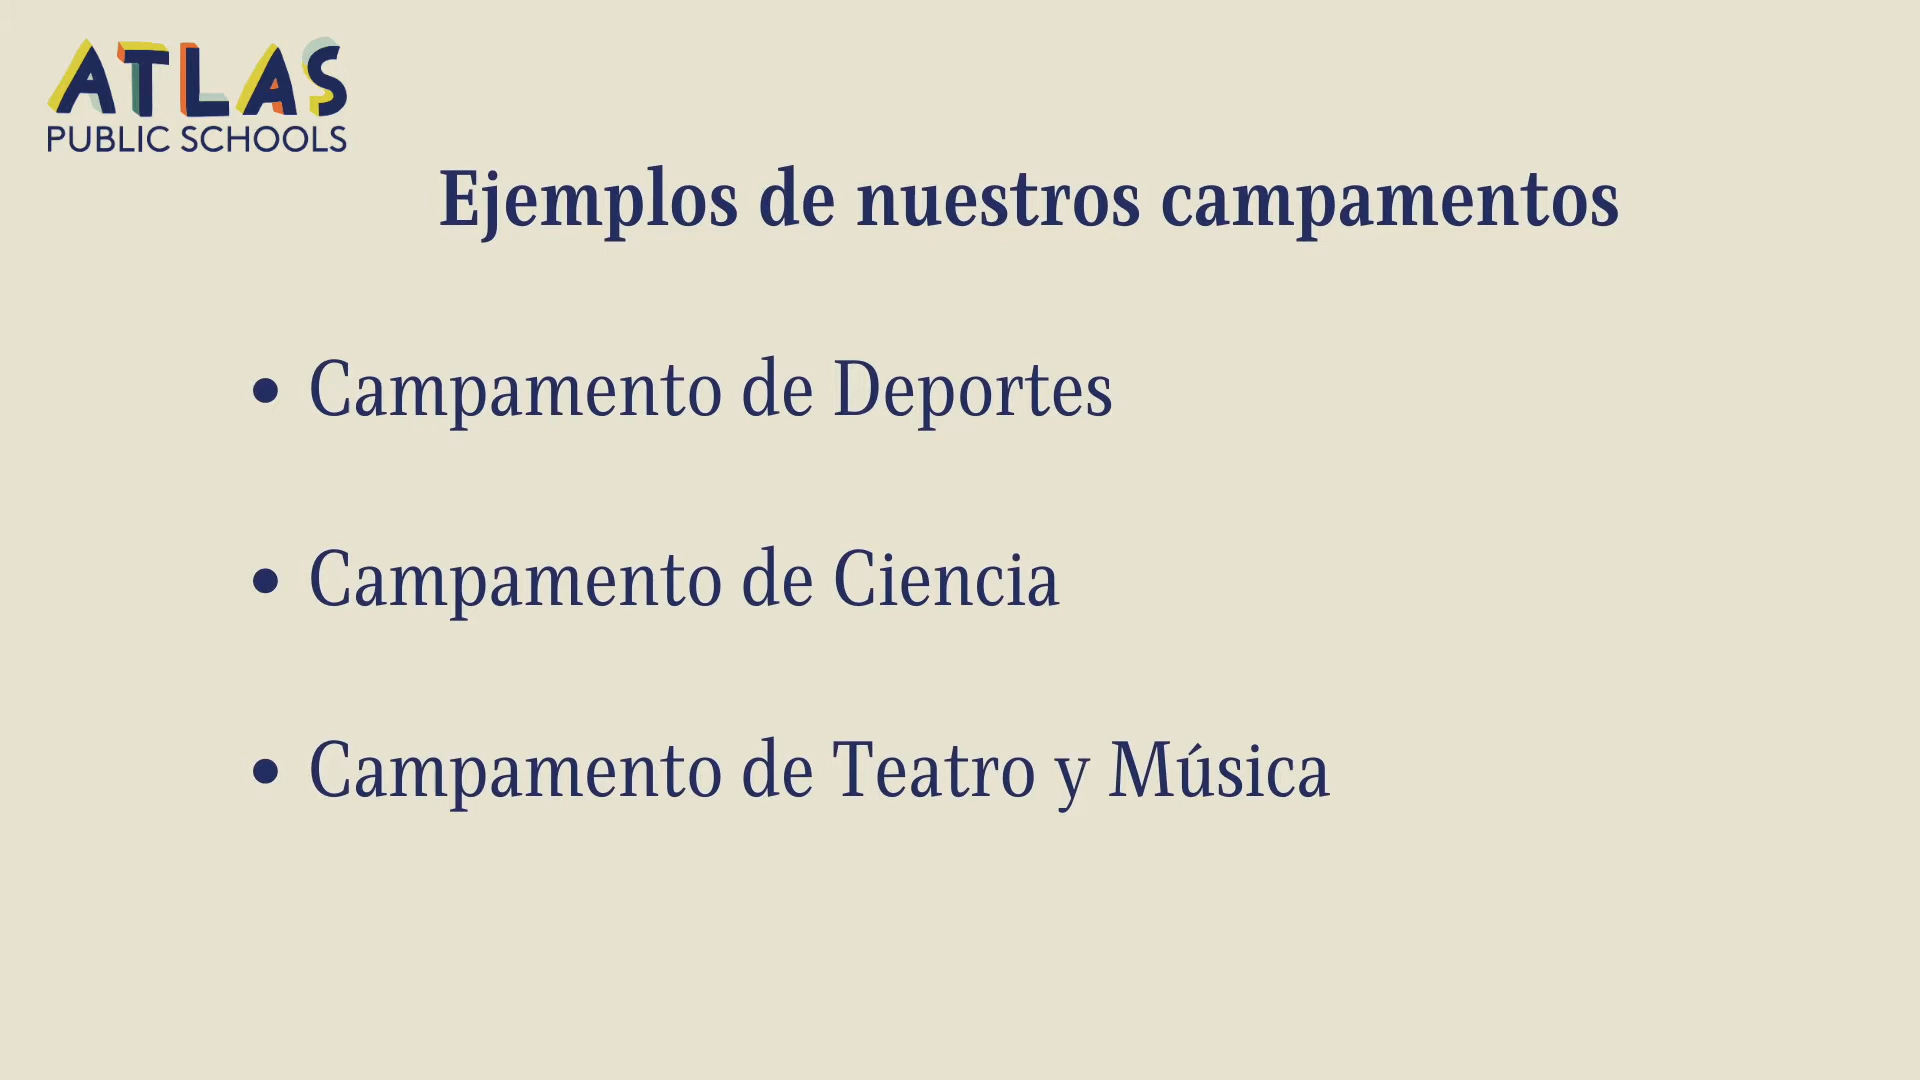 ATLAS
PUBLIC SCHOOLS
Ejemplos de nuestros campamentos
• Campamento de Deportes
• Campamento de Ciencia
• Campamento de Teatro y Música